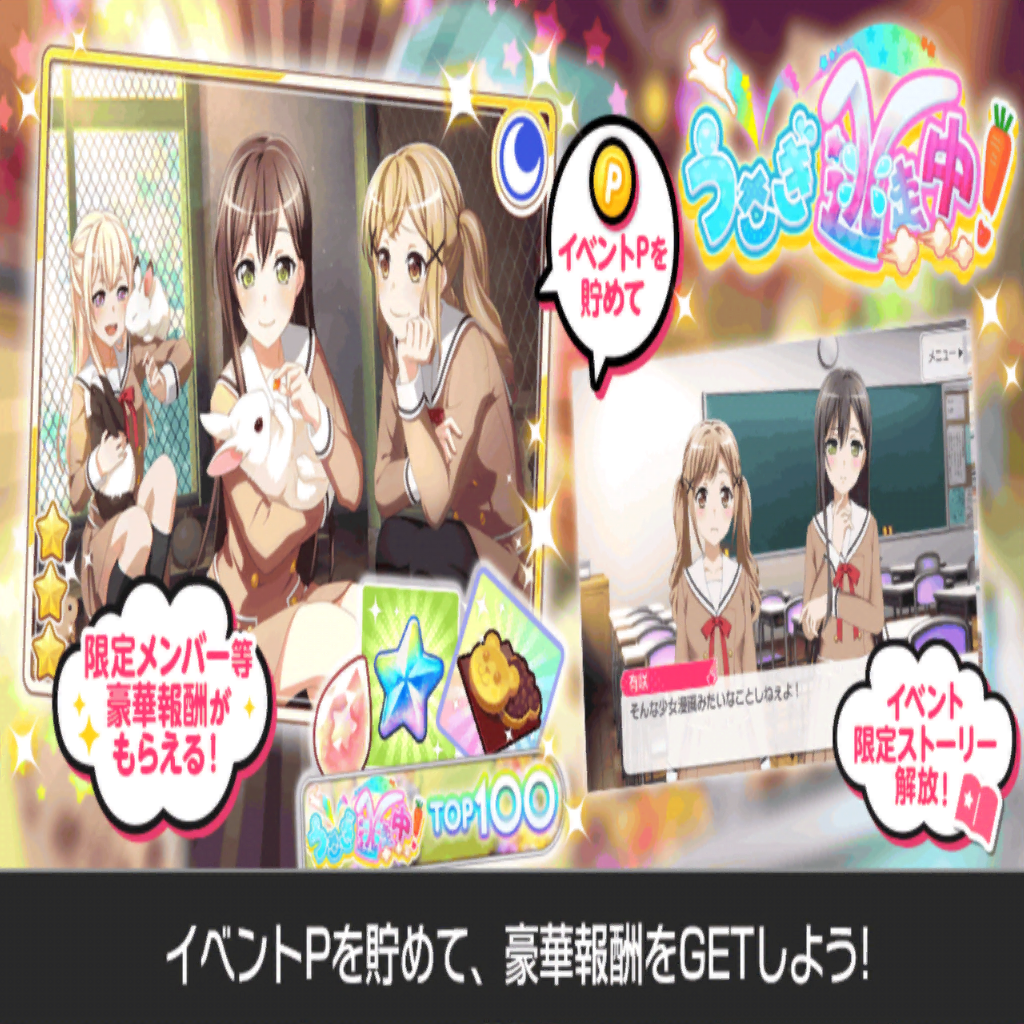 うさぎ逃走中!
P
イベントPを
貯めて
メニュー
有咲
そんな少女漫画みたいなことしねえよ!
限定メンバー等
豪華報酬が
もらえる!
イベント
限定ストーリー
解放!
うさぎ逃走中! TOP100
イベントPを貯めて、豪華報酬をGETしよう!